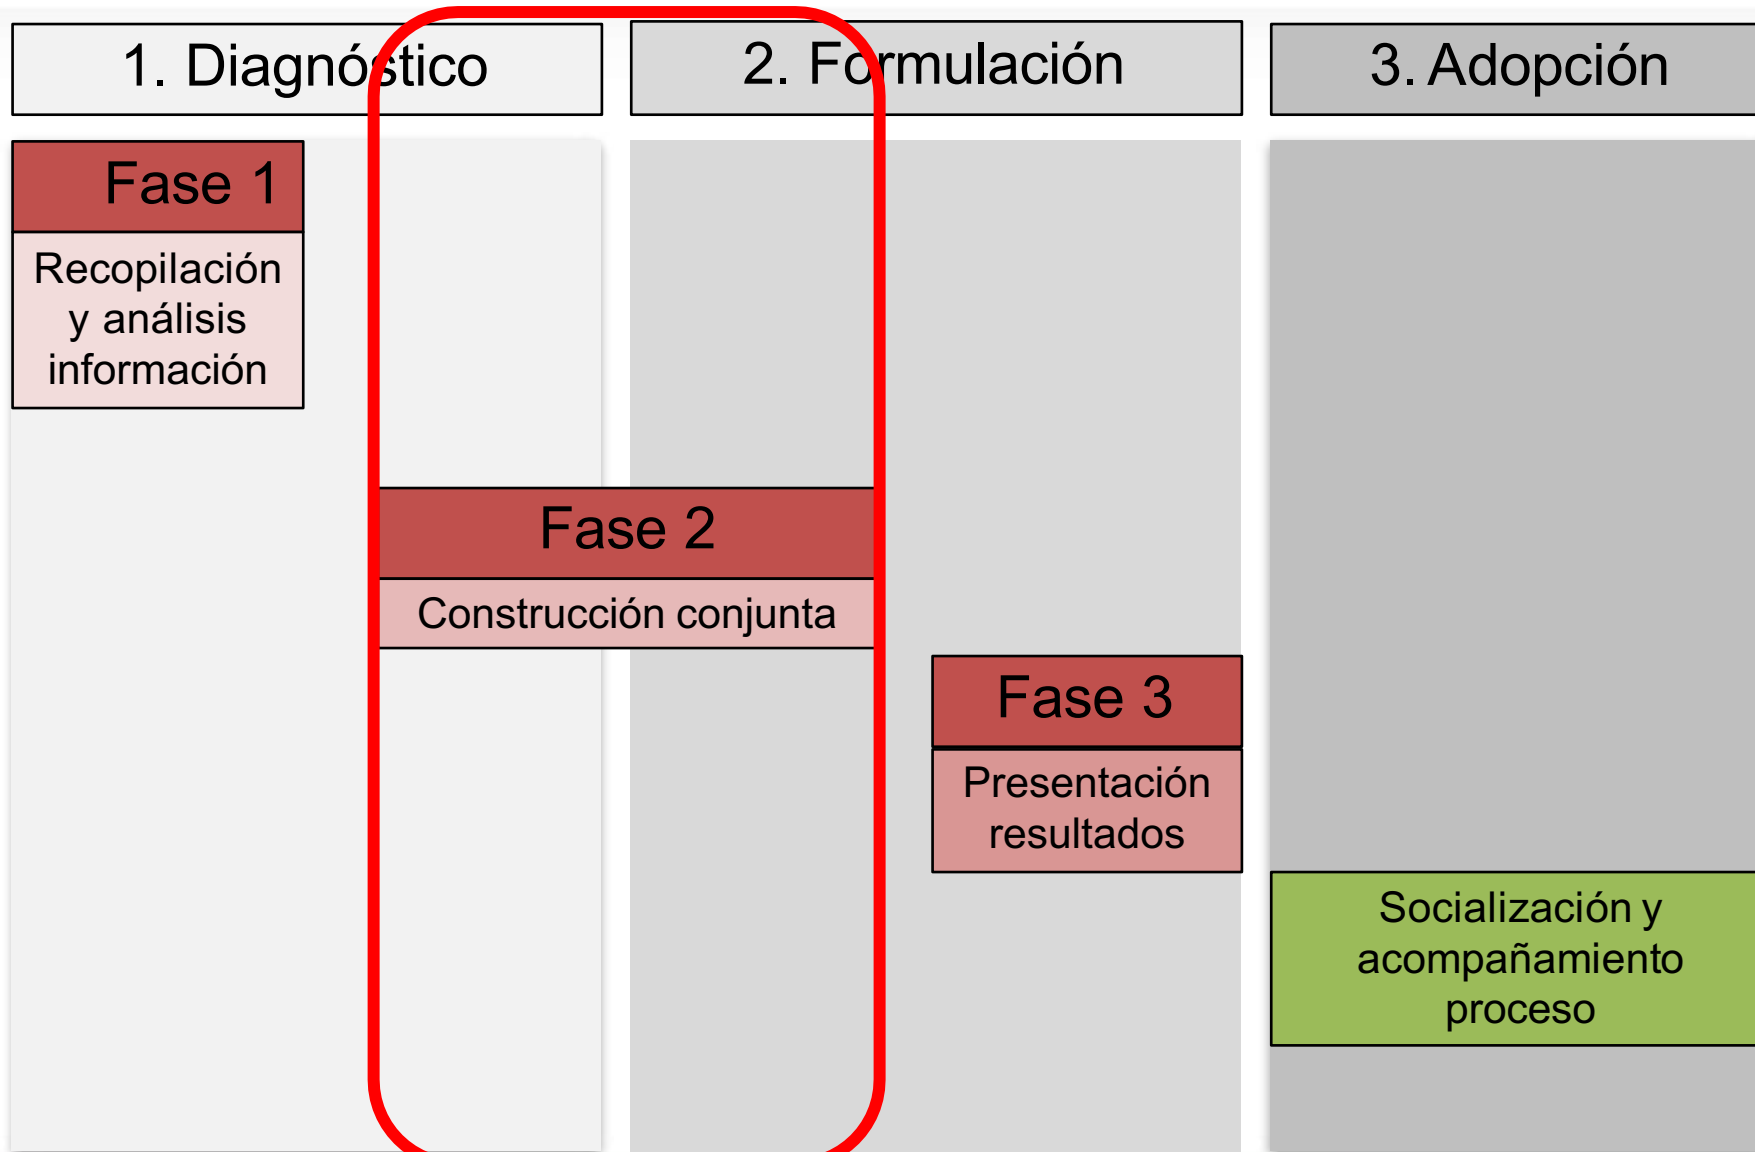 1. Diagnóstico
2. Formulación
3. Adopción
Fase 1
Recopilación
y análisis
información
Fase 2
Construcción conjunta
Fase 3
Presentación
resultados
Socialización y
acompañamiento
proceso